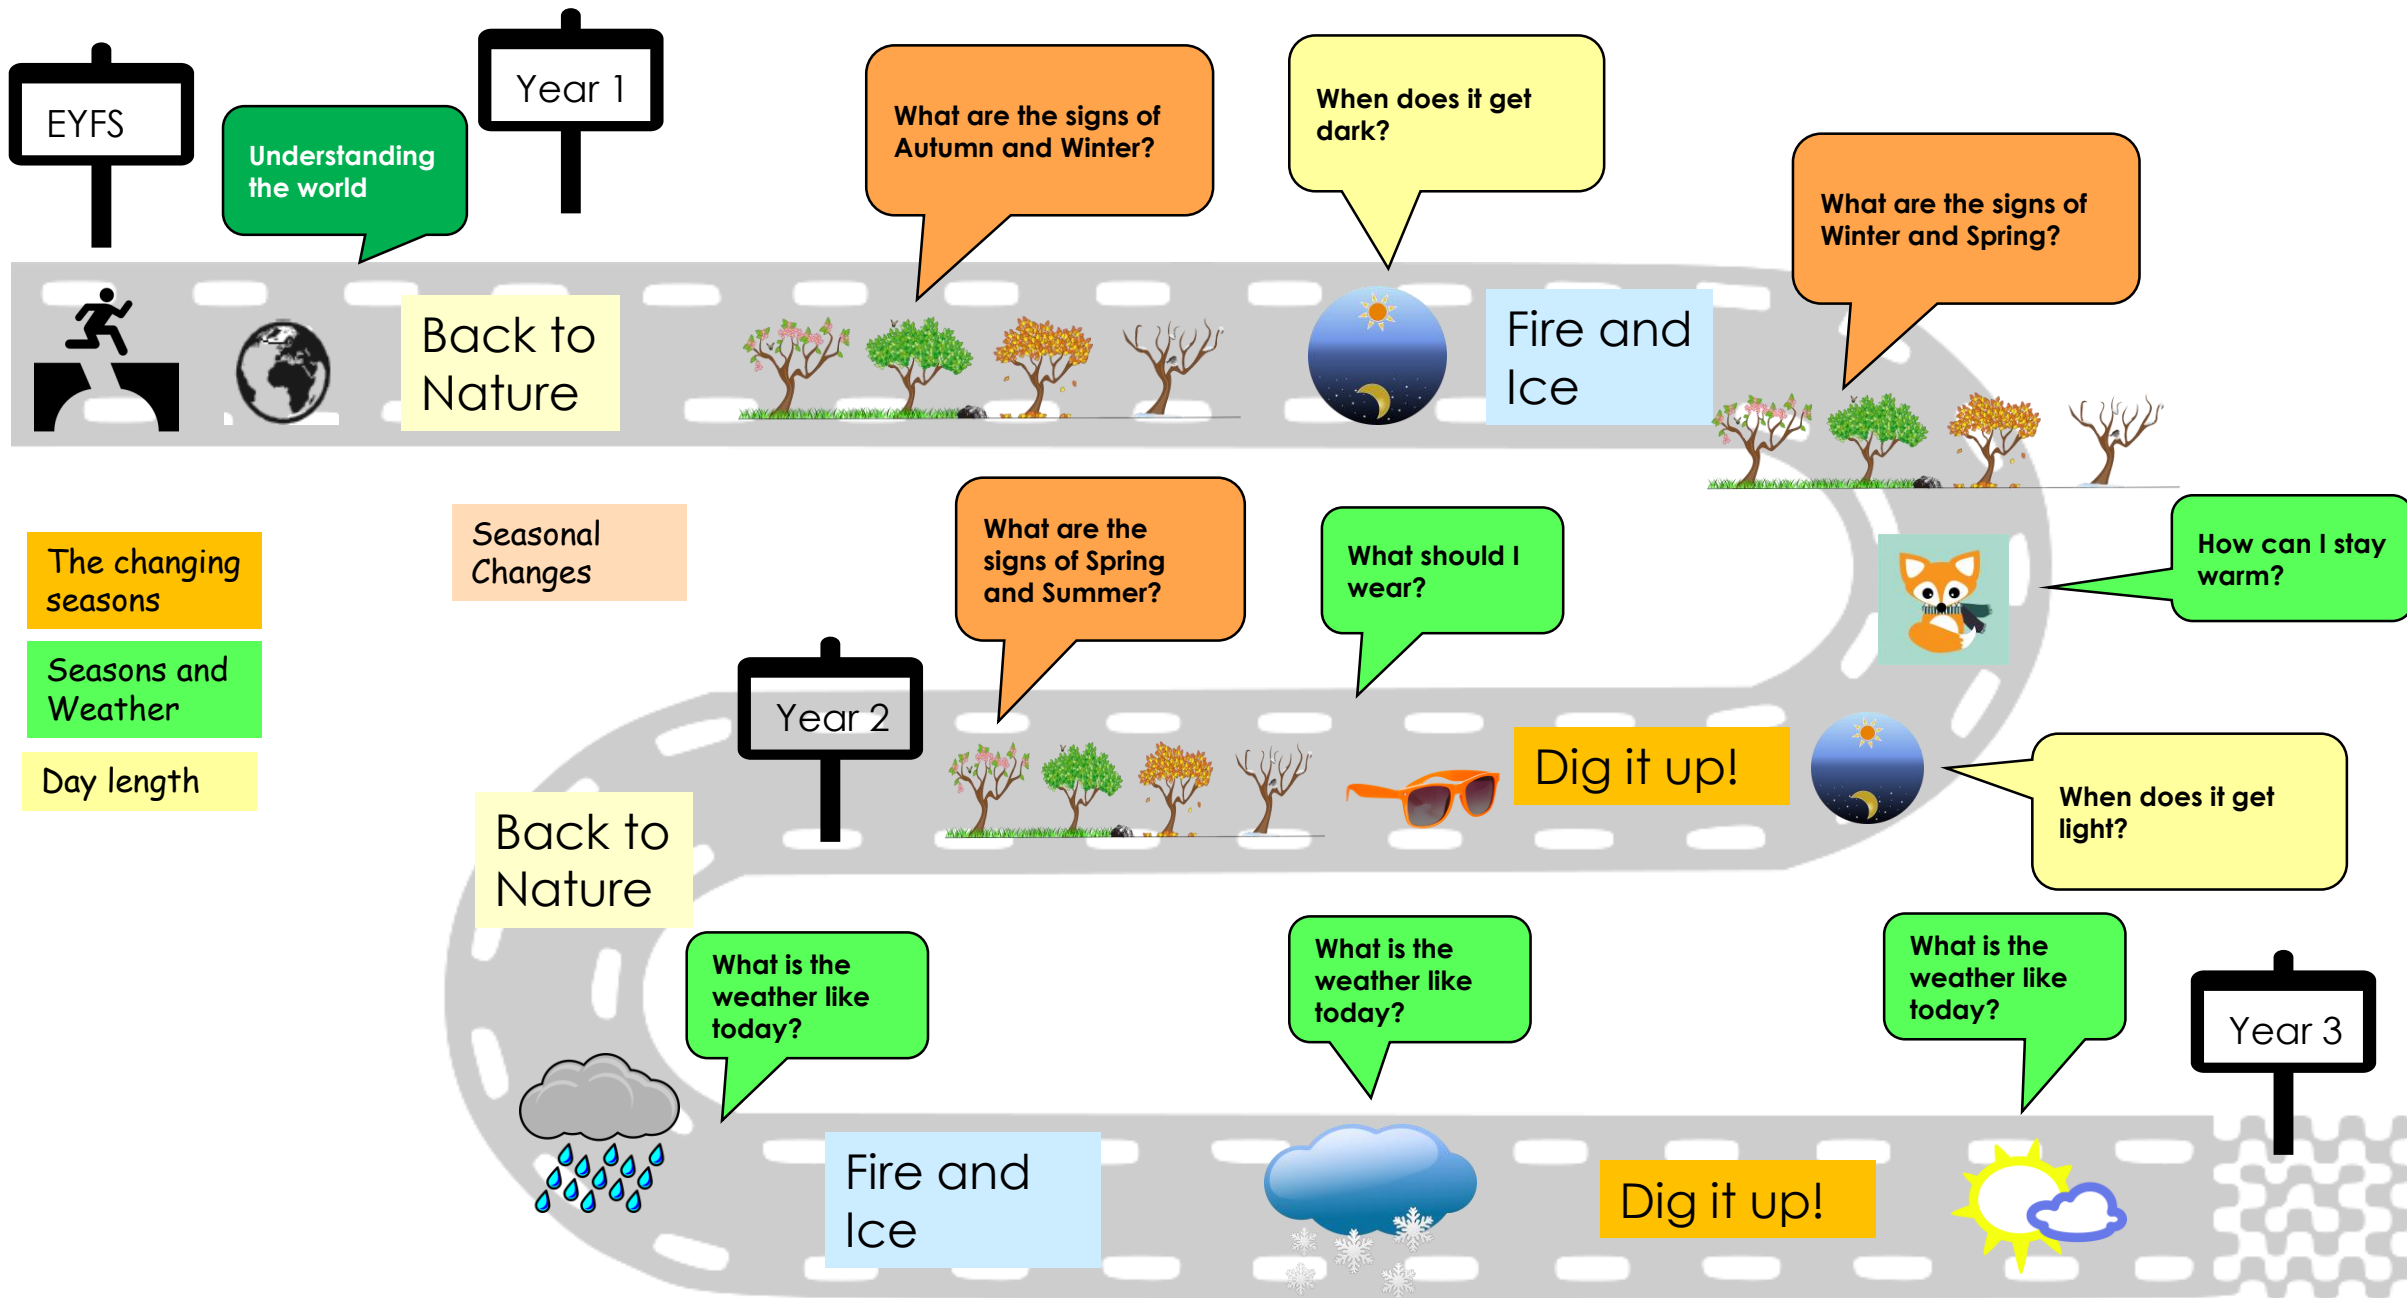 EYFS
Understanding
the world
Year 1
What are the signs of
Autumn and Winter?
When does it get
dark?
What are the signs of
Winter and Spring?
Back to
Nature
Fire and
Ice
The changing
seasons
Seasons and
Weather
Day length
Seasonal
Changes
What are the
signs of Spring
and Summer?
What should I
wear?
How can I stay
warm?
Year 2
Dig it up!
When does it get
light?
Back to
Nature
What is the
weather like
today?
What is the
weather like
today?
What is the
weather like
today?
Year 3
Fire and
Ice
Dig it up!